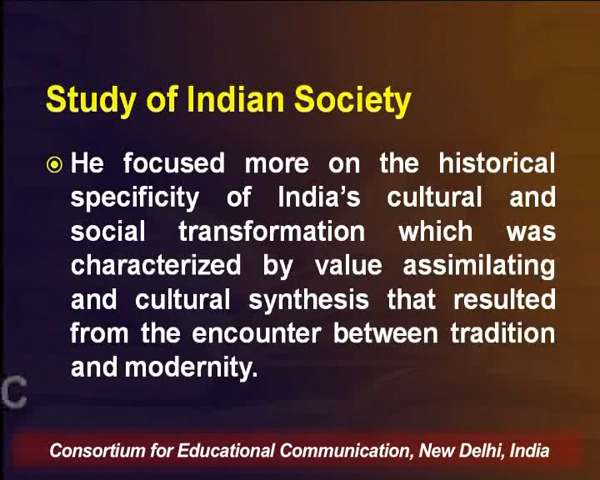 Study of Indian Society
He focused more on the historical
specificity of India's cultural and
social transformation which was
characterized by value assimilating
and cultural synthesis that resulted
from the encounter between tradition
and modernity.
C
Consortium for Educational Communication, New Delhi, India